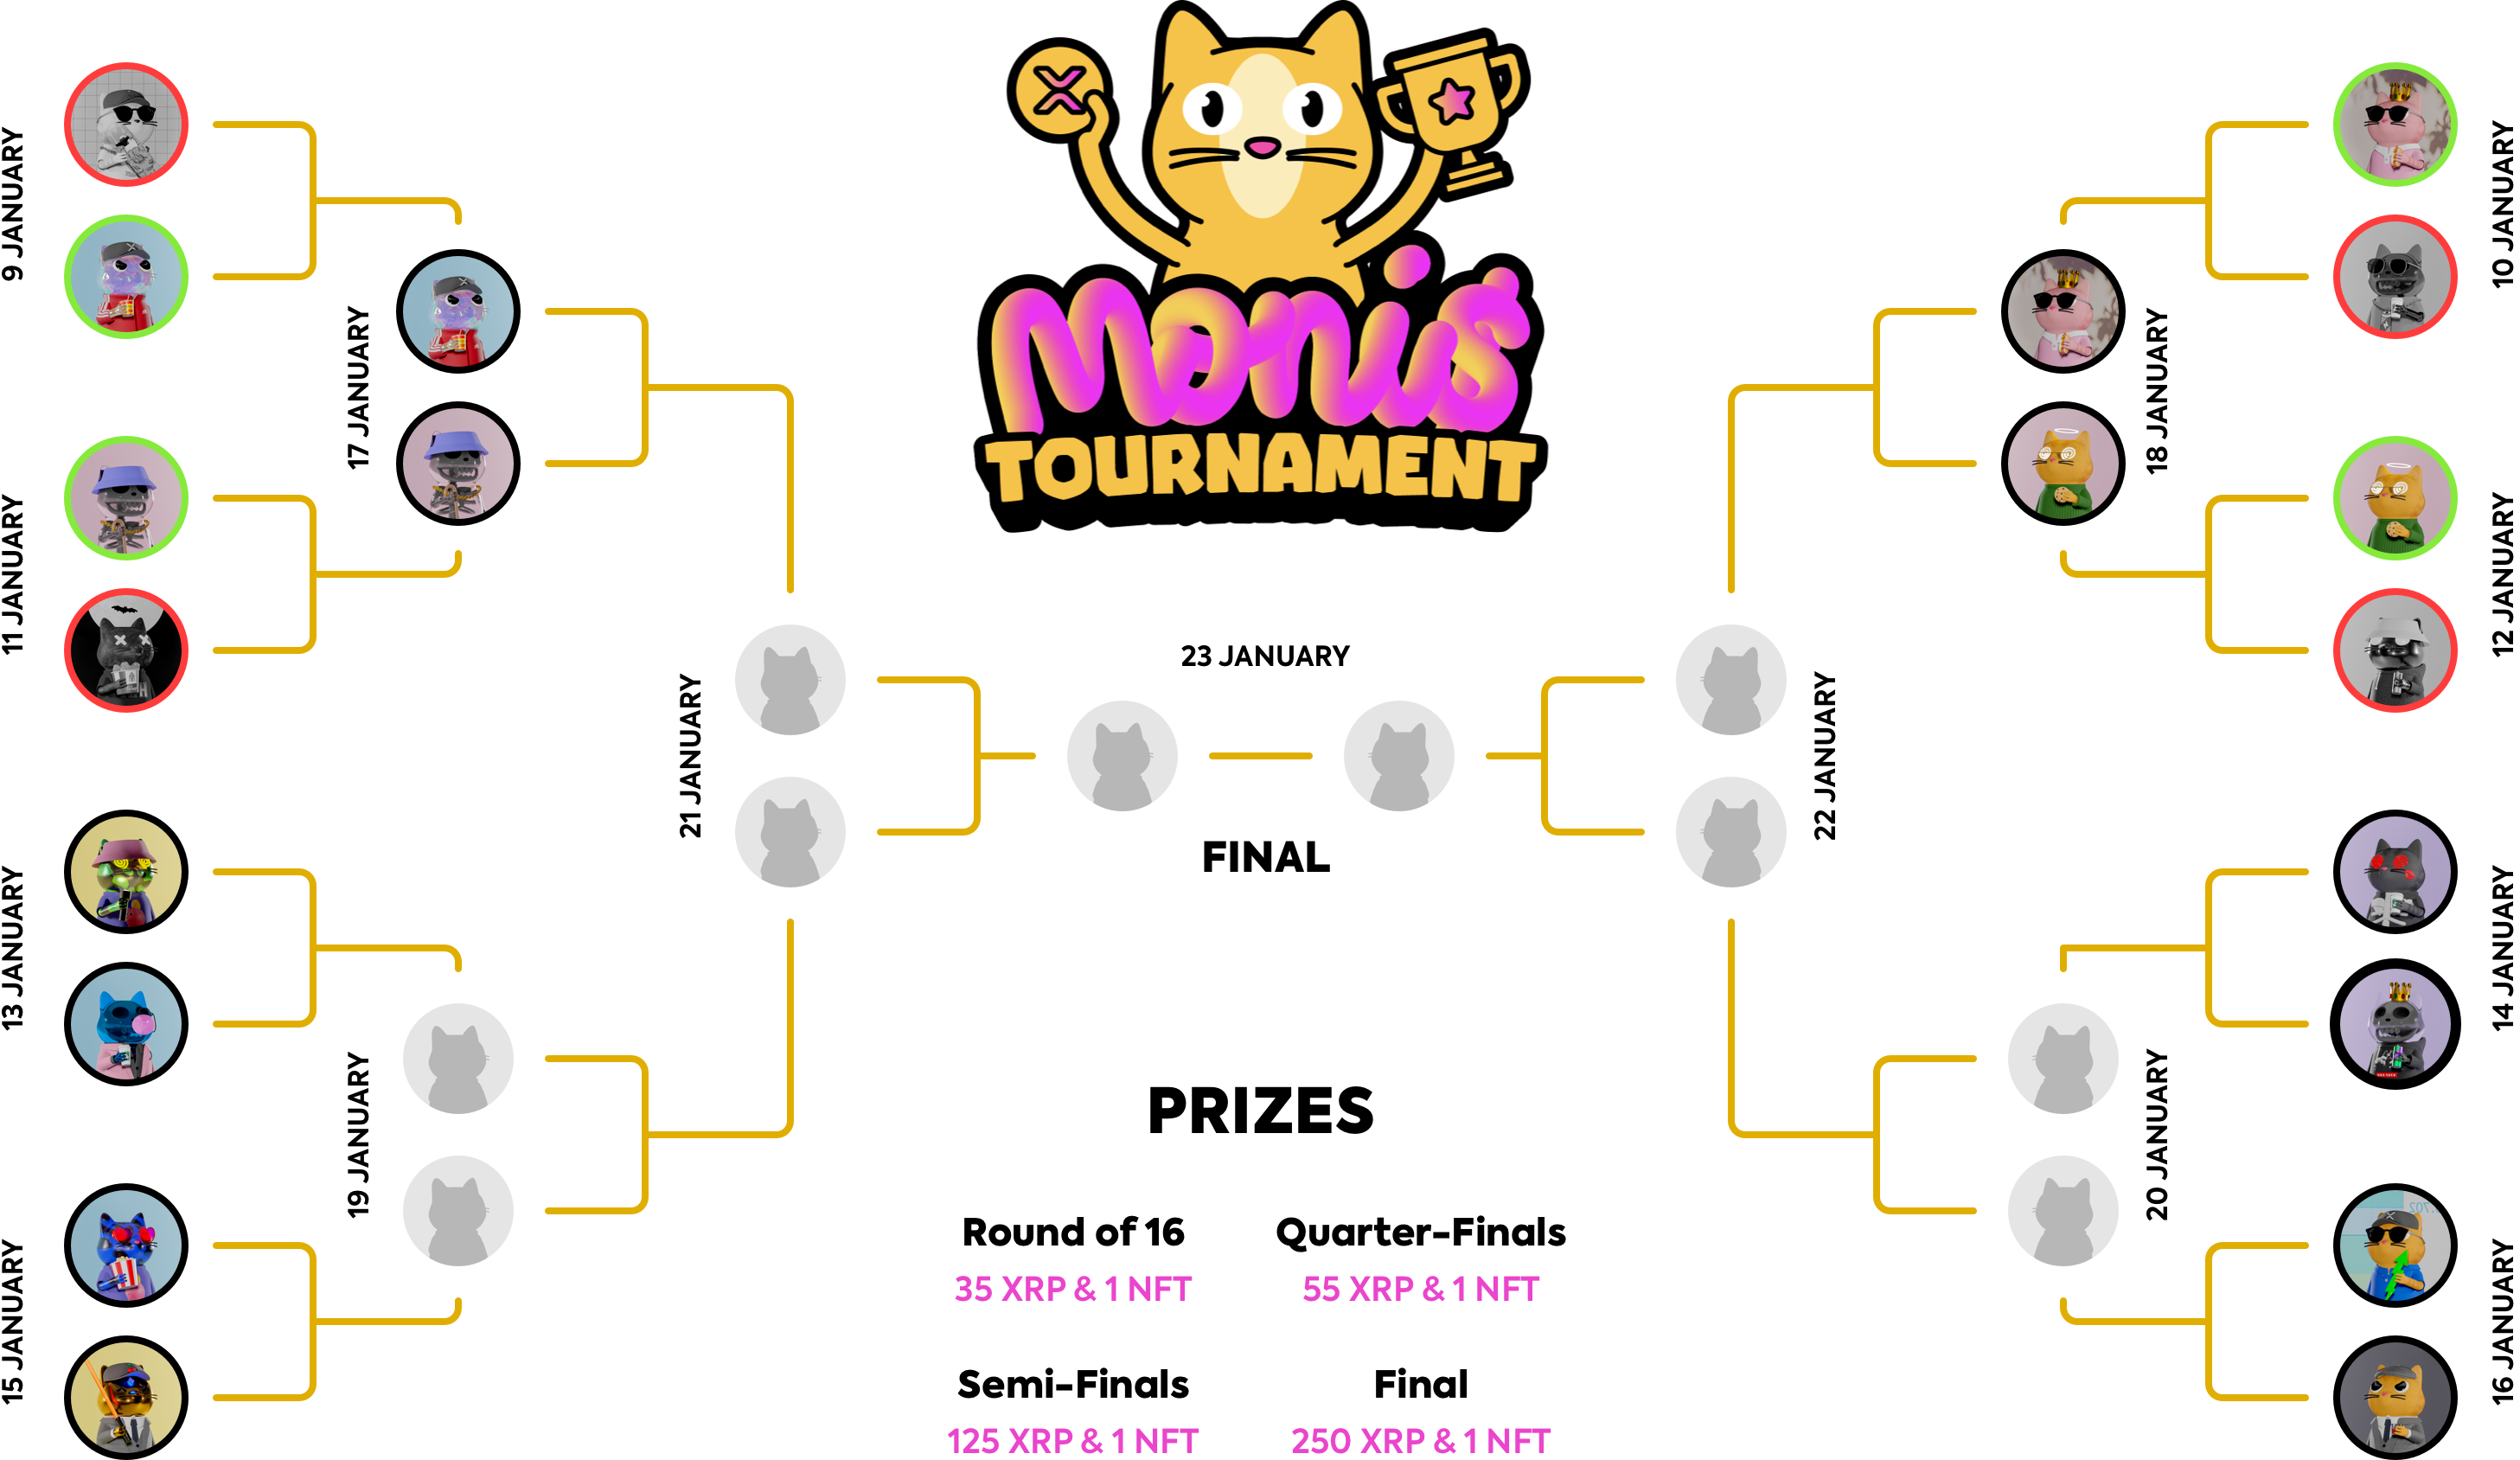 Monis
TOURNAMENT
9 JANUARY
11 JANUARY
13 JANUARY
15 JANUARY
17 JANUARY
19 JANUARY
21 JANUARY
23 JANUARY
FINAL
22 JANUARY
18 JANUARY
20 JANUARY
10 JANUARY
12 JANUARY
14 JANUARY
16 JANUARY
PRIZES
Round of 16
35 XRP & 1 NFT
Quarter-Finals
55 XRP & 1 NFT
Semi-Finals
125 XRP & 1 NFT
Final
250 XRP & 1 NFT